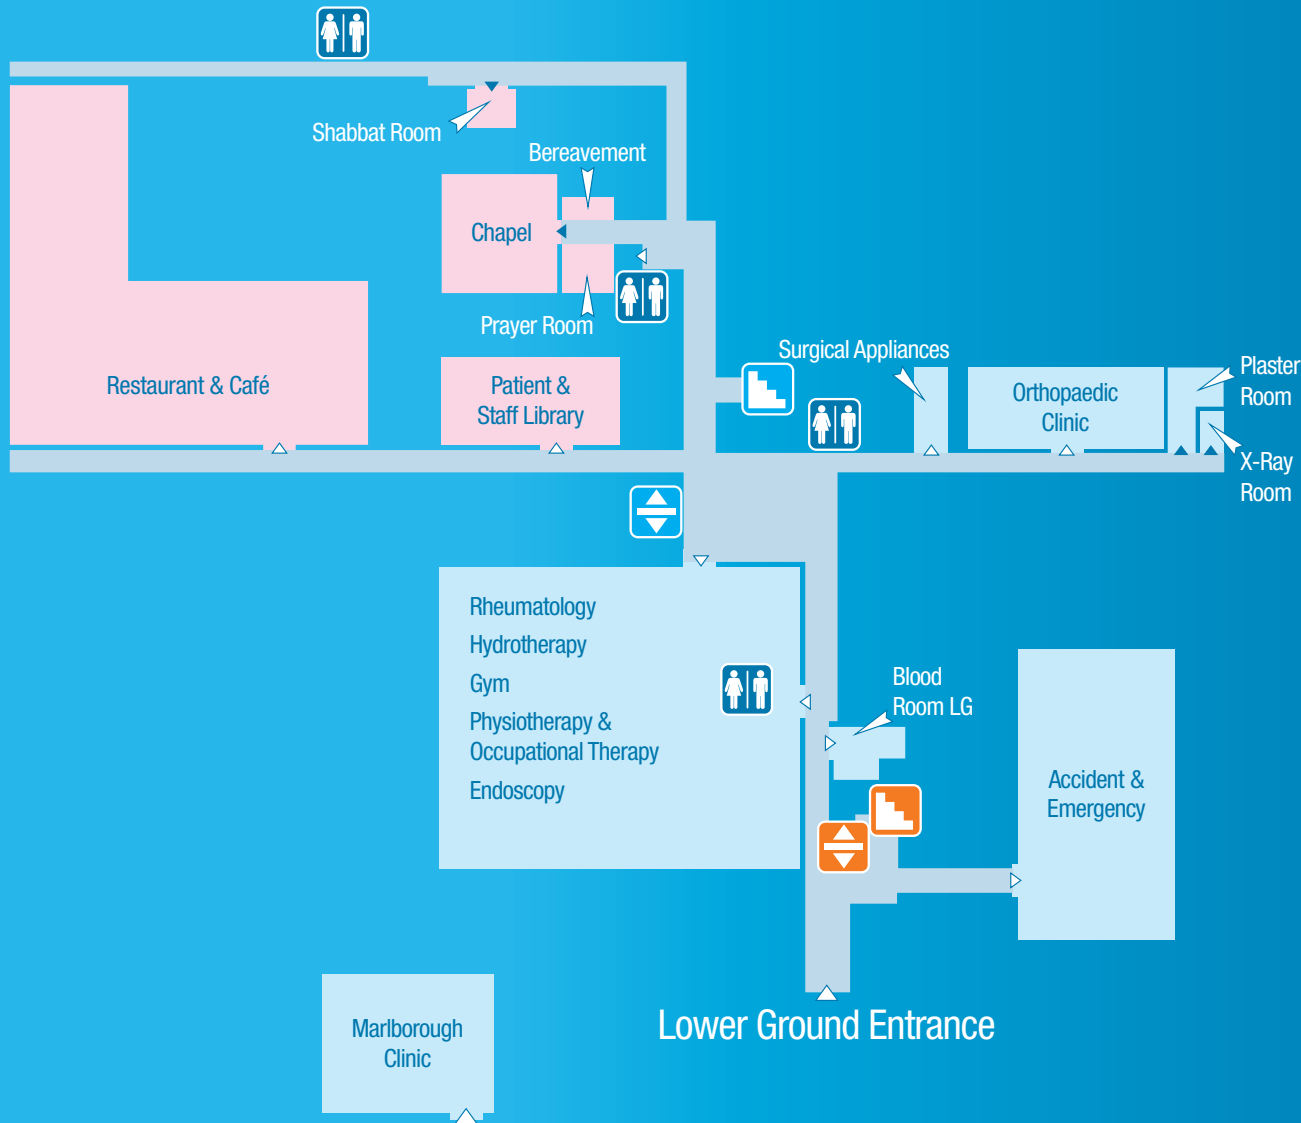 Shabbat Room
Bereavement
Chapel
Prayer Room
Restaurant & Café
Patient &
Staff Library
Surgical Appliances
Orthopaedic
Clinic
Plaster
Room
X-Ray
Room
Rheumatology
Hydrotherapy
Gym
Physiotherapy &
Occupational Therapy
Endoscopy
Blood
Room LG
Accident &
Emergency
Lower Ground Entrance
Marlborough
Clinic